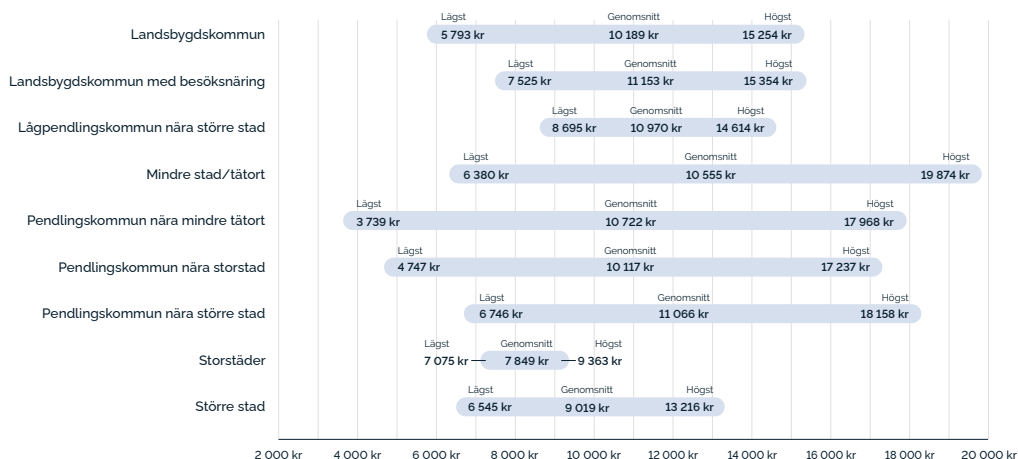 Lägst Genomsnitt Högst
Landsbygdskommun 5 793 kr 10 189 kr 15 254 kr
Lägst Genomsnitt Högst
Landsbygdskommun med besöksnäring 7 525 kr 11 153 kr 15 354 kr
Lägst Genomsnitt Högst
Lågpendlingskommun nära större stad 8 695 kr 10 970 kr 14 614 kr
Lägst Genomsnitt Högst
Mindre stad/tätort 6 380 kr 10 555 kr 19 874 kr
Lägst Genomsnitt Högst
Pendlingskommun nära mindre tätort 3 739 kr 10 722 kr 17 968 kr
Lägst Genomsnitt Högst
Pendlingskommun nära storstad 4 747 kr 10 117 kr 17 237 kr
Lägst Genomsnitt Högst
Pendlingskommun nära större stad 6 746 kr 11 066 kr 18 158 kr
Lägst Genomsnitt Högst
Storstäder 7 075 kr 7 849 kr 9 363 kr
Lägst Genomsnitt Högst
Större stad 6 545 kr 9 019 kr 13 216 kr
2 000 kr 4 000 kr 6 000 kr 8 000 kr 10 000 kr 12 000 kr 14 000 kr 16 000 kr 18 000 kr 20 000 kr